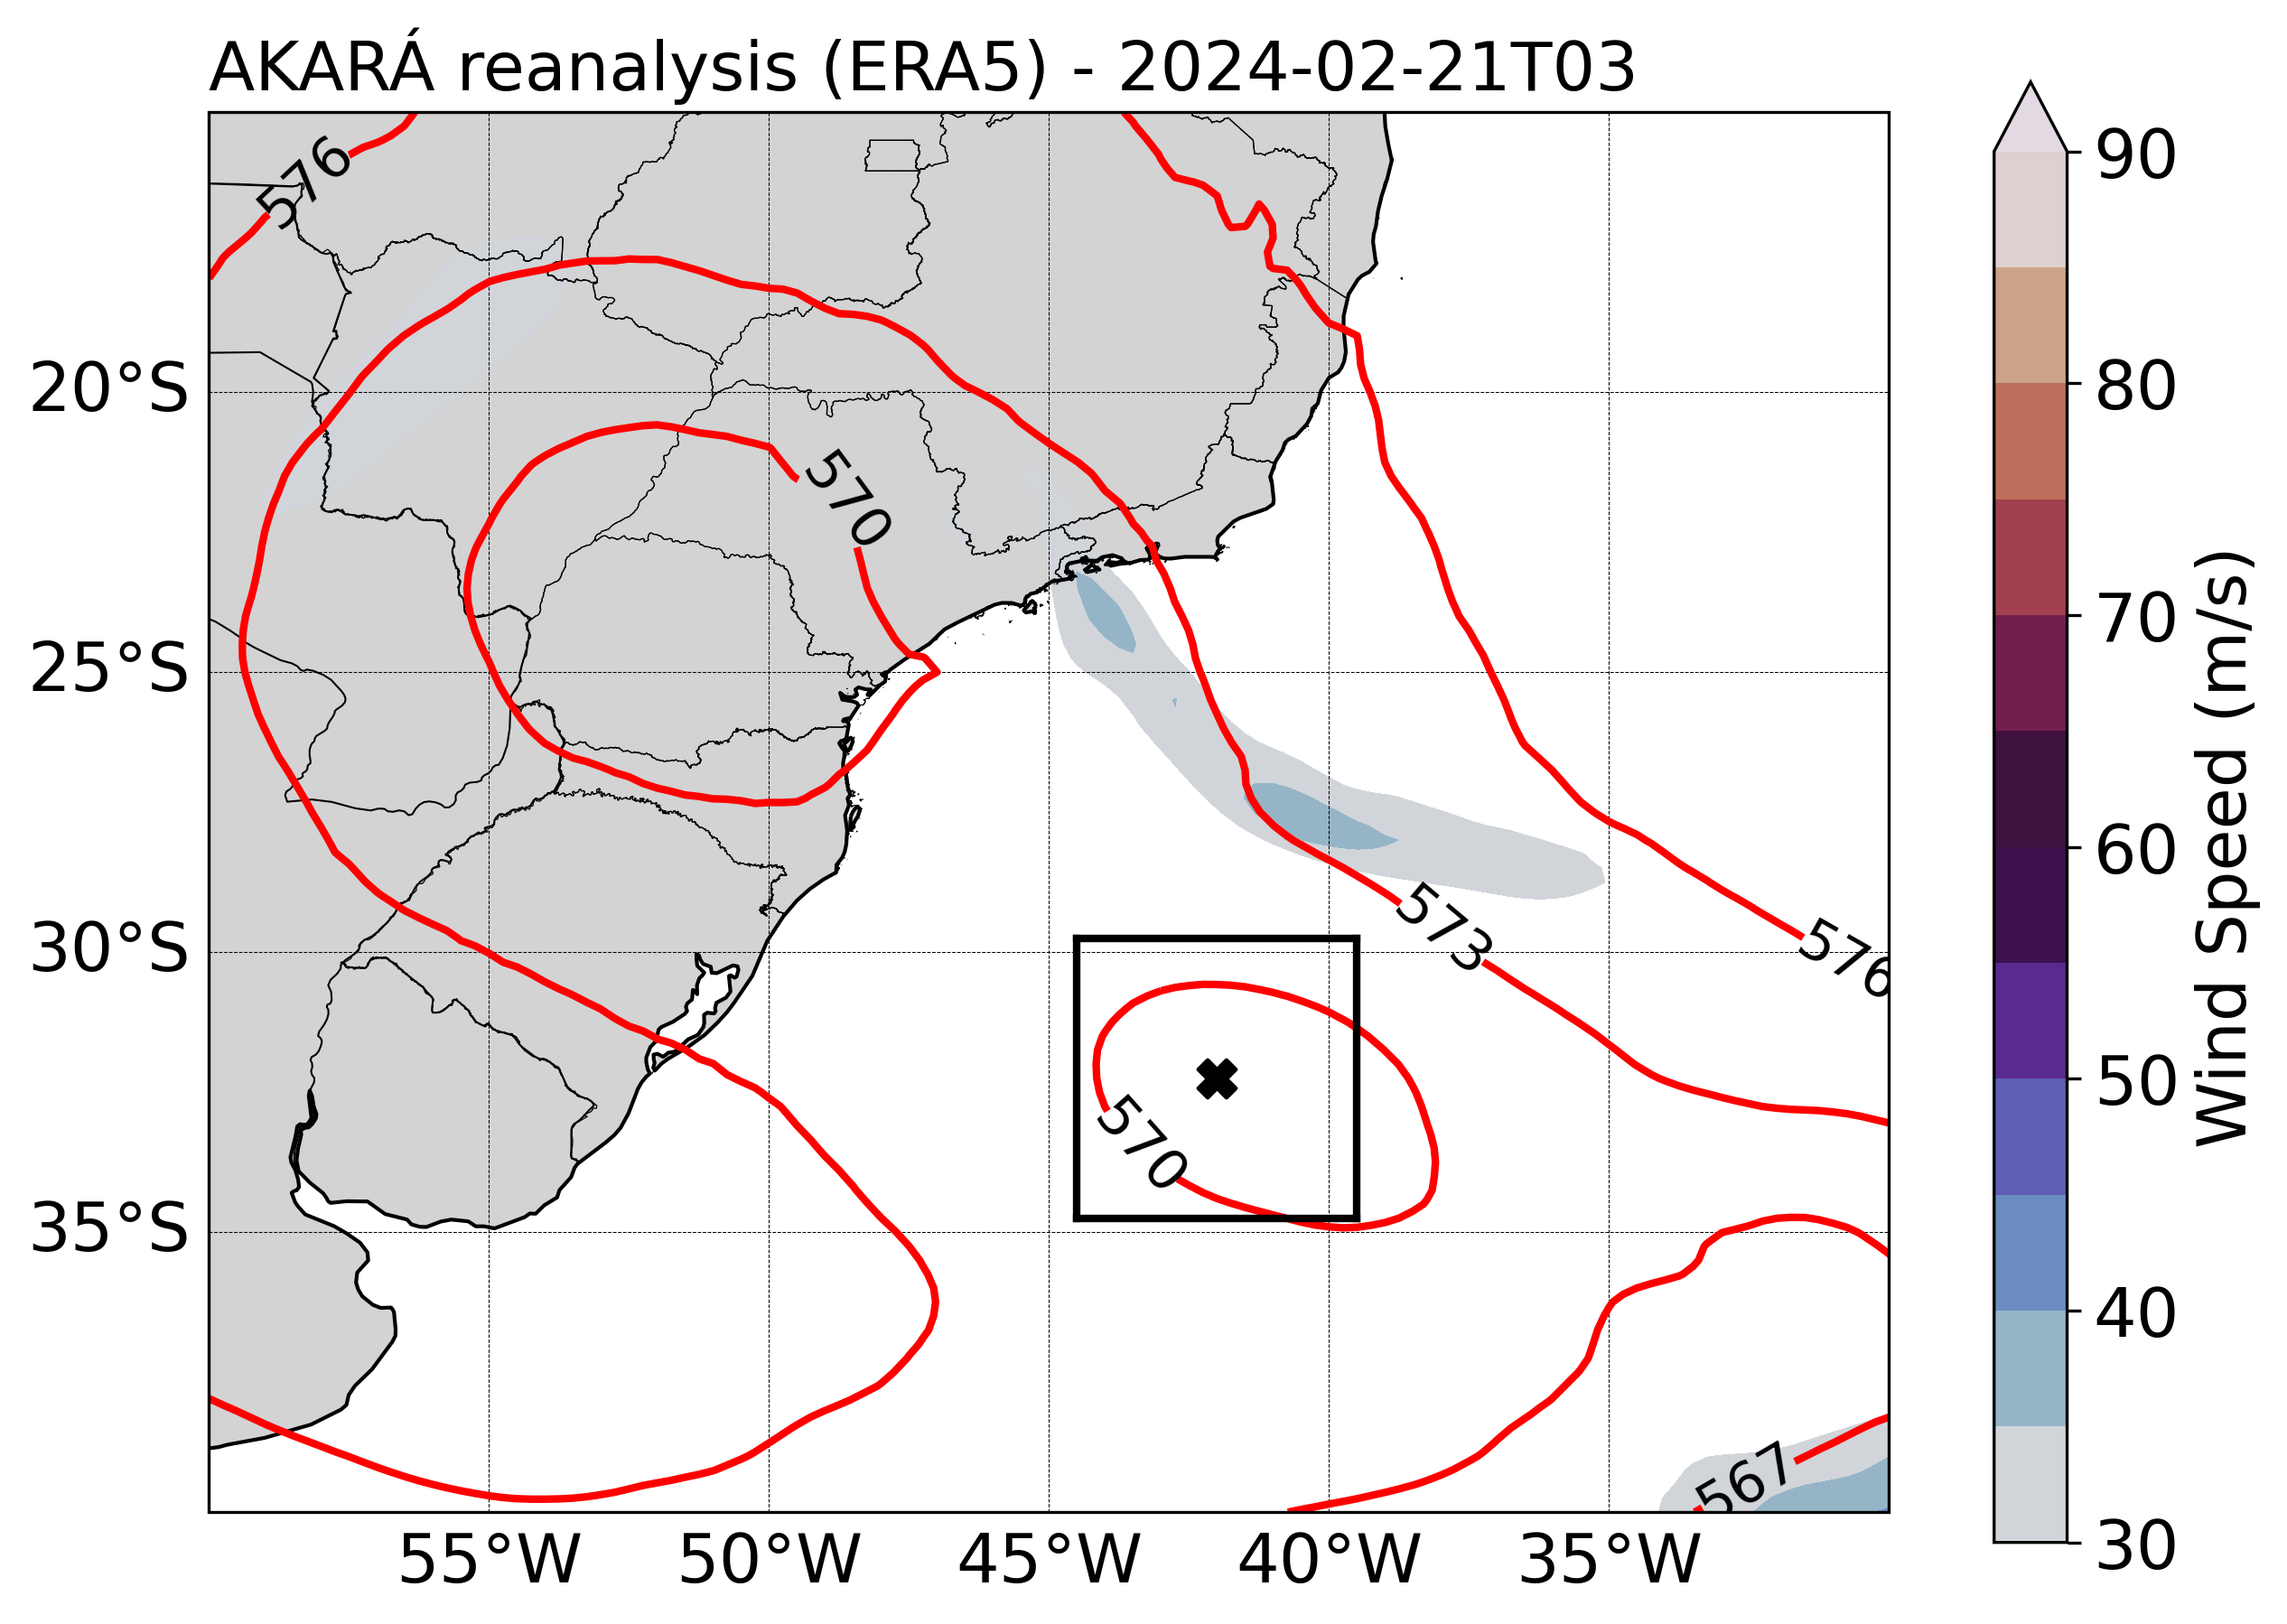 AKARÁ reanalysis (ERA5) - 2024-02-21T03
576
570
573
576
570
567
20°S
25°S
30°S
35°S
55°W
50°W
45°W
40°W
35°W
90
80
70
60
50
40
30
Wind Speed (m/s)